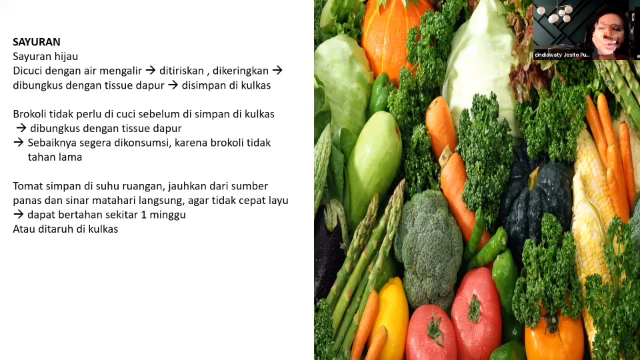 SAYURAN
Sayuran hijau
Dicuci dengan air mengalir → ditiriskan , dikeringkan →
dibungkus dengan tissue dapur → disimpan di kulkas
Brokoli tidak perlu di cuci sebelum di simpan di kulkas
→ dibungkus dengan tissue dapur
→ Sebaiknya segera dikonsumsi, karena brokoli tidak
tahan lama
Tomat simpan di suhu ruangan, jauhkan dari sumber
panas dan sinar matahari langsung, agar tidak cepat layu
→ dapat bertahan sekitar 1 minggu
Atau ditaruh di kulkas
cindiawaty Josito Pu...